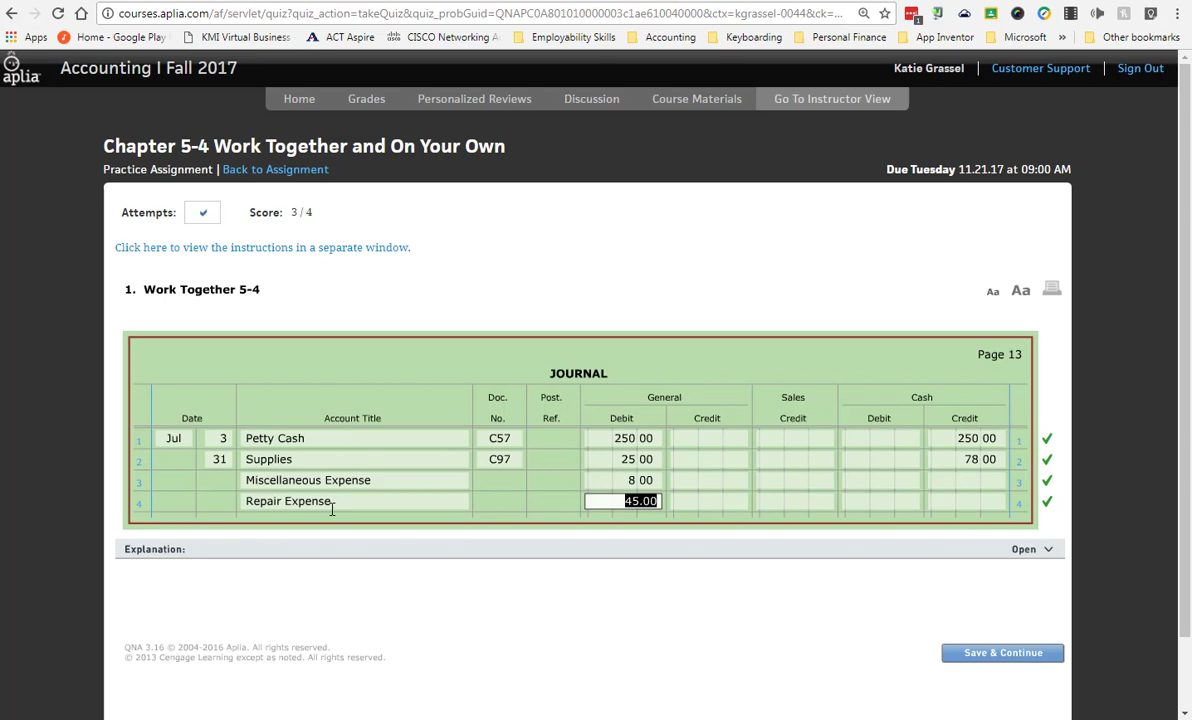 courses.aplia.com/af/servlet/quiz?quiz_action=takeQuiz&quiz_probGuid=QNAPC0A801010000003c1ae610040000&ctx=kgrassel-0044&ck=...
Apps Home - Google Play KMI Virtual Business ACT Aspire CISCO Networking Ac Employability Skills Accounting Keyboarding Personal Finance App Inventor Microsoft » Other bookmarks
aplia Accounting I Fall 2017 Katie Grassel Customer Support Sign Out
Home Grades Personalized Reviews Discussion Course Materials Go To Instructor View
Chapter 5-4 Work Together and On Your Own
Practice Assignment | Back to Assignment Due Tuesday 11.21.17 at 09:00 AM
Attempts: Score: 3 / 4
Click here to view the instructions in a separate window.
1. Work Together 5-4 Aa Aa
Page 13
JOURNAL
Doc. Post. General Sales Cash
Date Account Title No. Ref. Debit Credit Credit Debit Credit
1 Jul 3 Petty Cash C57 250 00 250 00 1
2 31 Supplies C97 25 00 78 00 2
3 Miscellaneous Expense 8 00 3
4 Repair Expense 45.00 4
Explanation: Open
QNA 3.16 © 2004-2016 Aplia. All rights reserved.
© 2013 Cengage Learning except as noted. All rights reserved.
Save & Continue